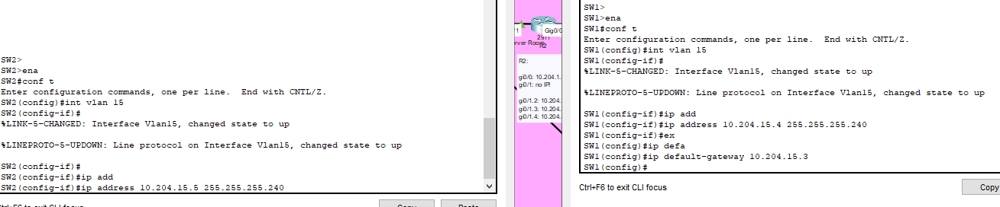 SW2>
SW2>ena
SW2#conf t
Enter configuration commands, one per line.  End with CNTL/Z.
SW2(config)#int vlan 15
SW2(config-if)#
%LINK-5-CHANGED: Interface Vlan15, changed state to up
%LINEPROTO-5-UPDOWN: Line protocol on Interface Vlan15, changed state to up
SW2(config-if)#
SW2(config-if)#ip add
SW2(config-if)#ip address 10.204.15.5 255.255.255.240
Copy
Paste
/1
Gig0/0
2911
rver Room
R2
R2:
gi0/0: 10.204.1.
gi0/1: no IP!
gi0/1.2: 10.204.
gi0/1.3: 10.204.
gi0/1.4: 10.204.
SW1>
SW1>ena
SW1#conf t
Enter configuration commands, one per line.  End with CNTL/Z.
SW1(config)#int vlan 15
SW1(config-if)#
%LINK-5-CHANGED: Interface Vlan15, changed state to up
%LINEPROTO-5-UPDOWN: Line protocol on Interface Vlan15, changed state to up
SW1(config-if)#ip add
SW1(config-if)#ip address 10.204.15.4 255.255.255.240
SW1(config-if)#ex
SW1(config)#ip defa
SW1(config)#ip default-gateway 10.204.15.3
SW1(config)#
Ctrl+F6 to exit CLI focus
Copy